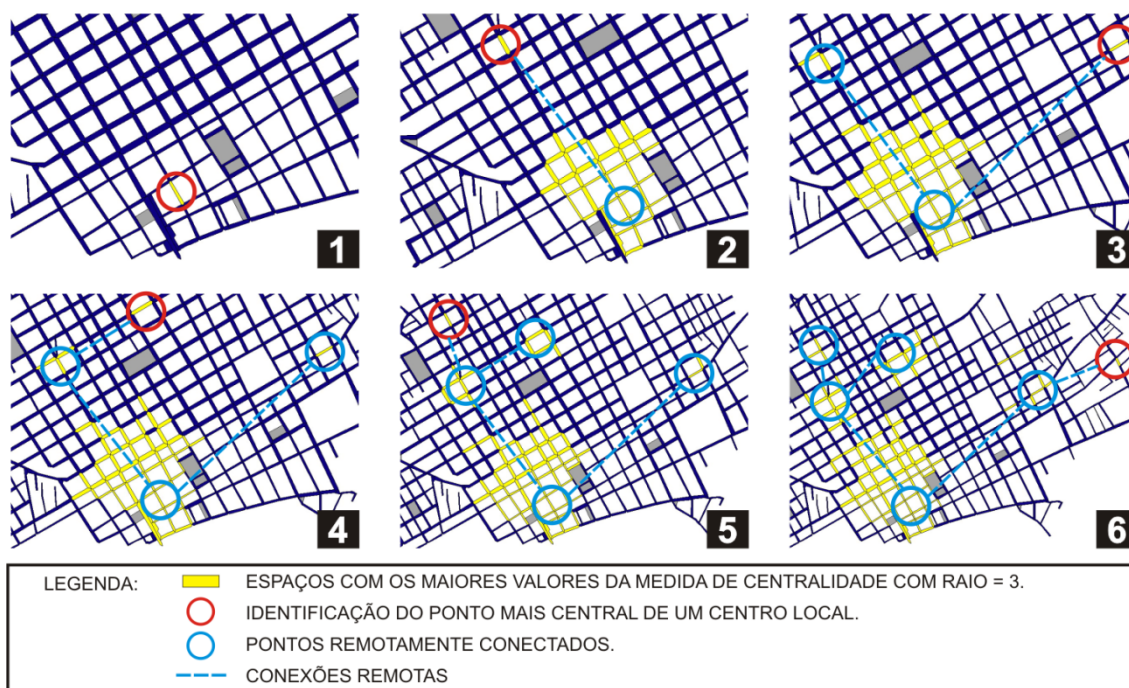 1
2
3
4
5
6
LEGENDA:
ESPAÇOS COM OS MAIORES VALORES DA MEDIDA DE CENTRALIDADE COM RAIO = 3.
IDENTIFICAÇÃO DO PONTO MAIS CENTRAL DE UM CENTRO LOCAL.
PONTOS REMOTAMENTE CONECTADOS.
CONEXÕES REMOTAS